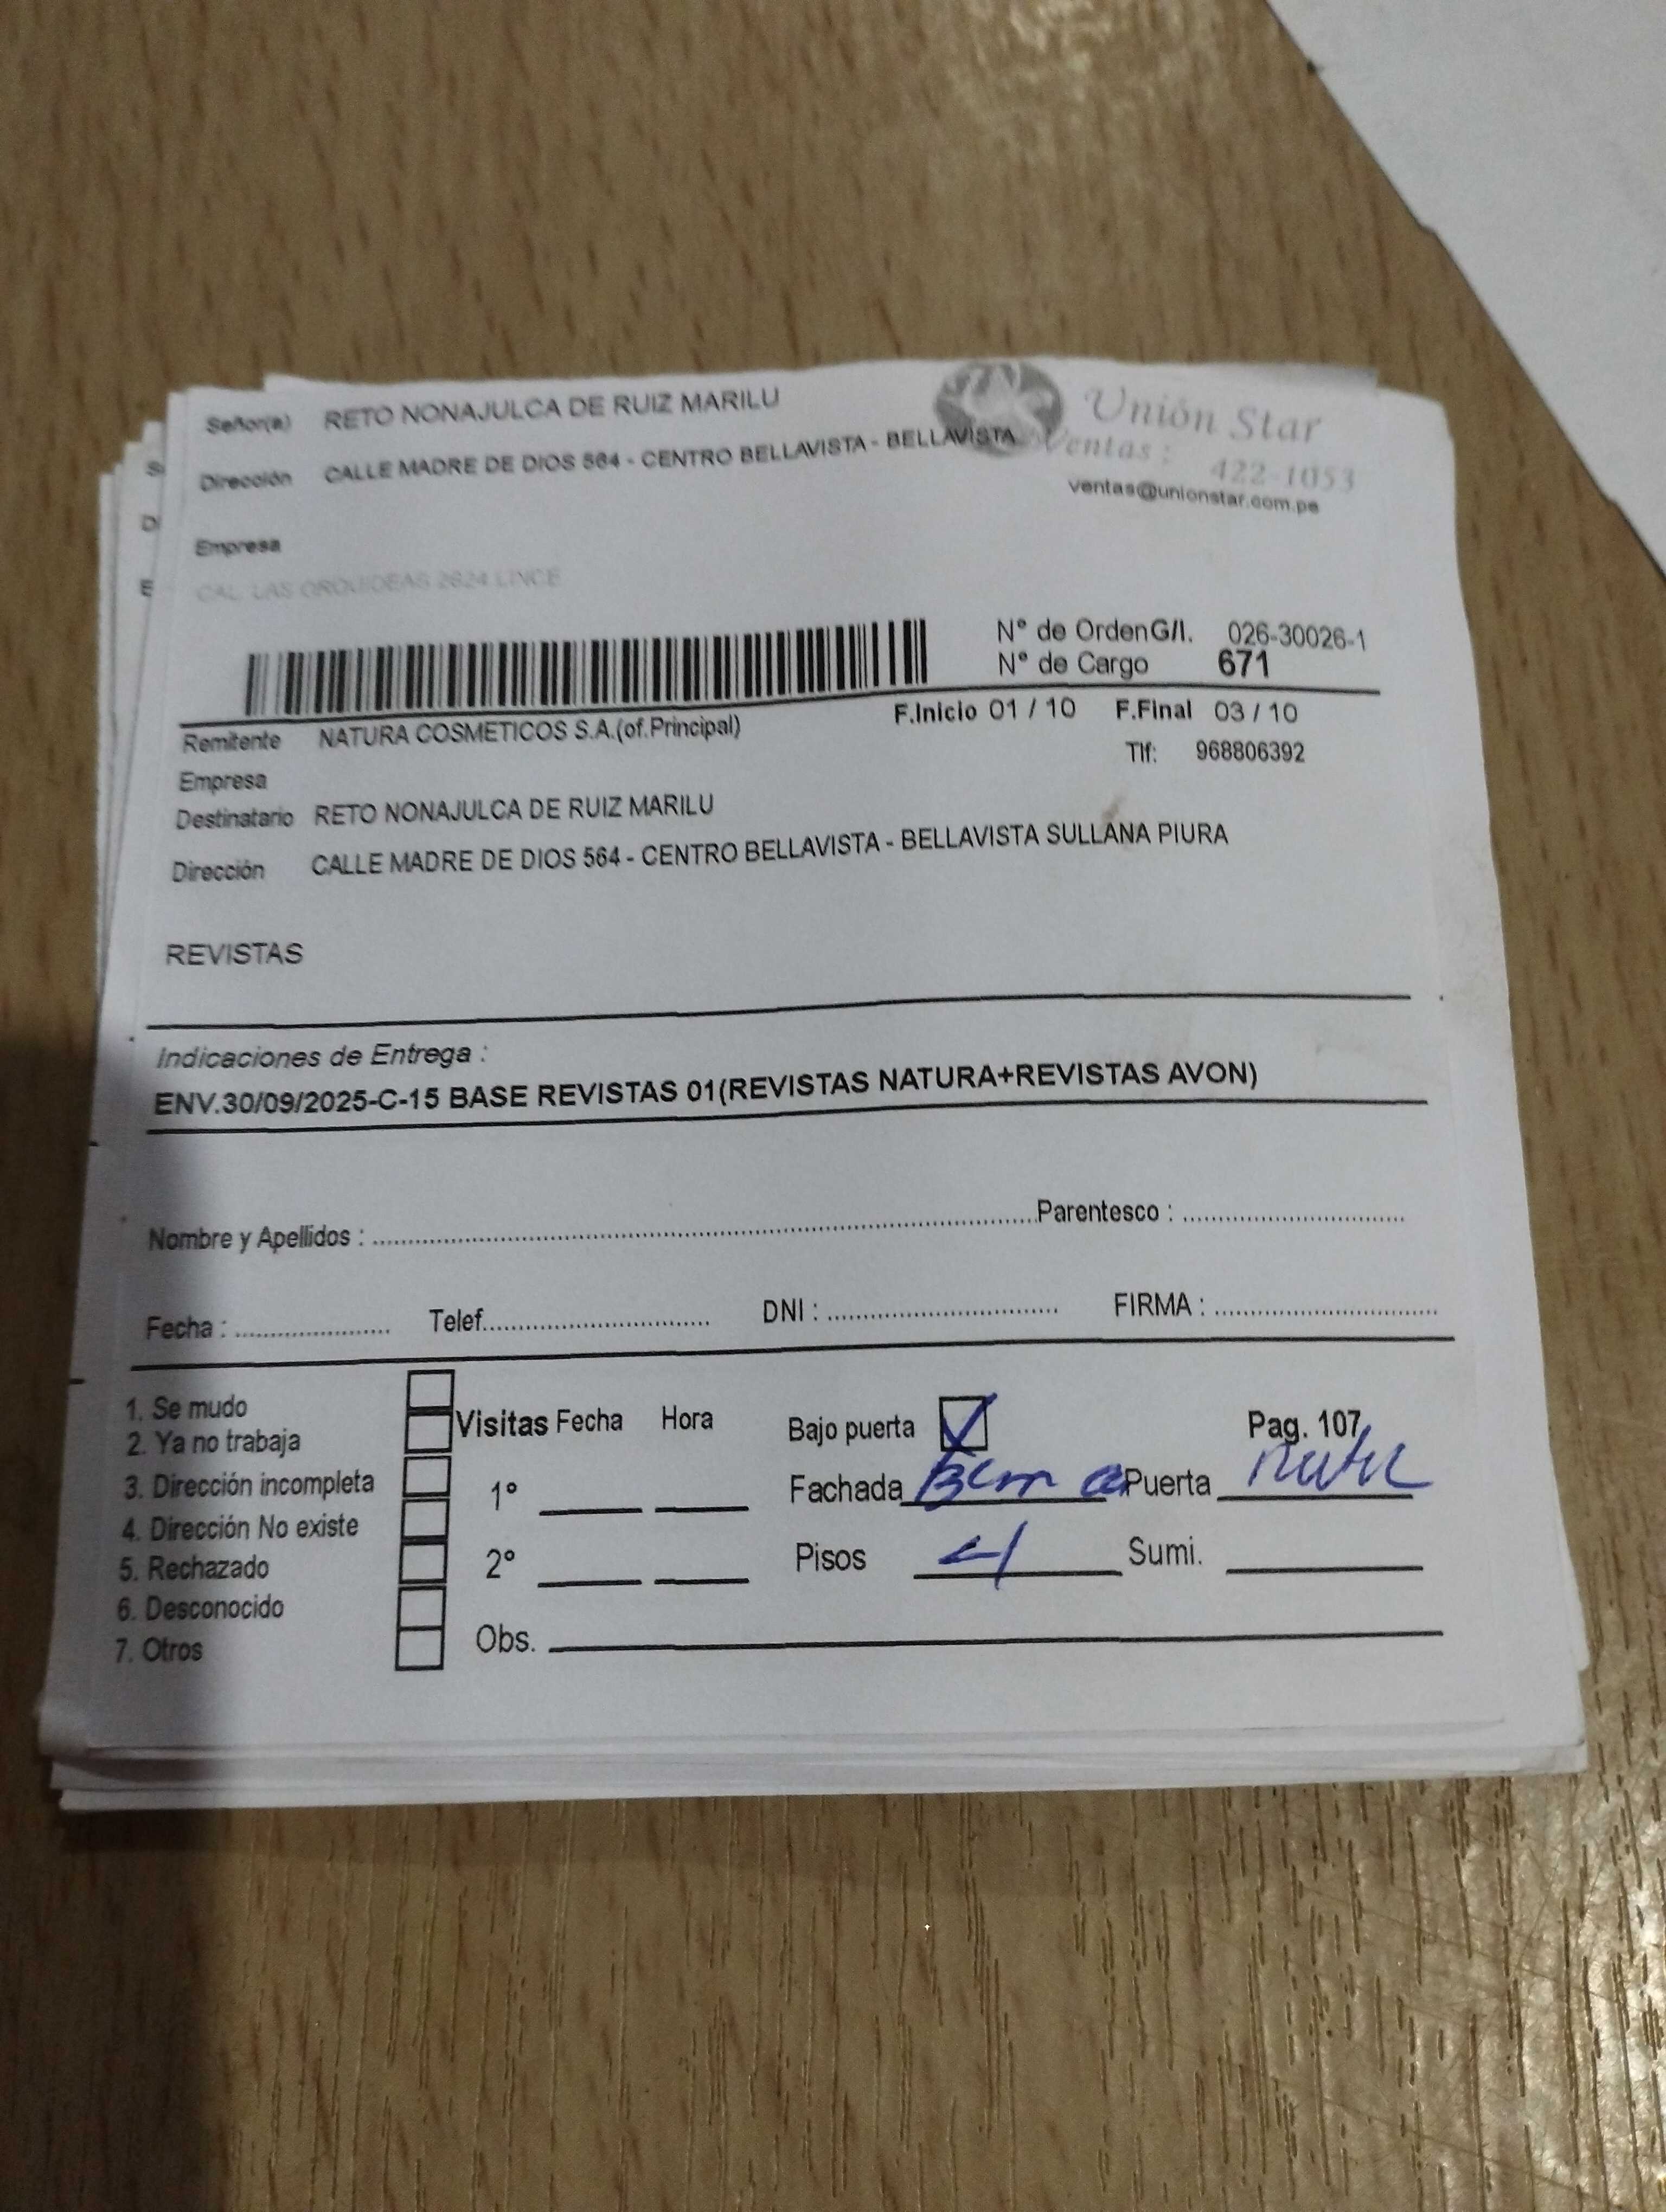 Señor(a) RETO NONAJULCA DE RUIZ MARILU
Dirección CALLE MADRE DE DIOS 564 - CENTRO BELLAVISTA - BELLAVISTA
Unión Star
Ventas :
422-1053
ventas@unionstar.com.pe
Empresa
CAL. LAS ORQUIDEAS 2624 LINCE
N° de Orden G/I. 026-30026-1
N° de Cargo 671
F.Inicio 01 / 10 F.Final 03 / 10
Remitente NATURA COSMETICOS S.A.(of.Principal)
Tlf: 968806392
Empresa
Destinatario RETO NONAJULCA DE RUIZ MARILU
Dirección CALLE MADRE DE DIOS 564 - CENTRO BELLAVISTA - BELLAVISTA SULLANA PIURA
REVISTAS
Indicaciones de Entrega :
ENV.30/09/2025-C-15 BASE REVISTAS 01(REVISTAS NATURA+REVISTAS AVON)
Nombre y Apellidos : Parentesco :
Fecha : Telef. DNI : FIRMA :
1. Se mudo
2. Ya no trabaja
3. Dirección incompleta
4. Dirección No existe
5. Rechazado
6. Desconocido
7. Otros
Visitas Fecha Hora
1°
2°
Bajo puerta
Pag. 107
Fachada Puerta
Pisos 4 Sumi.
Obs.